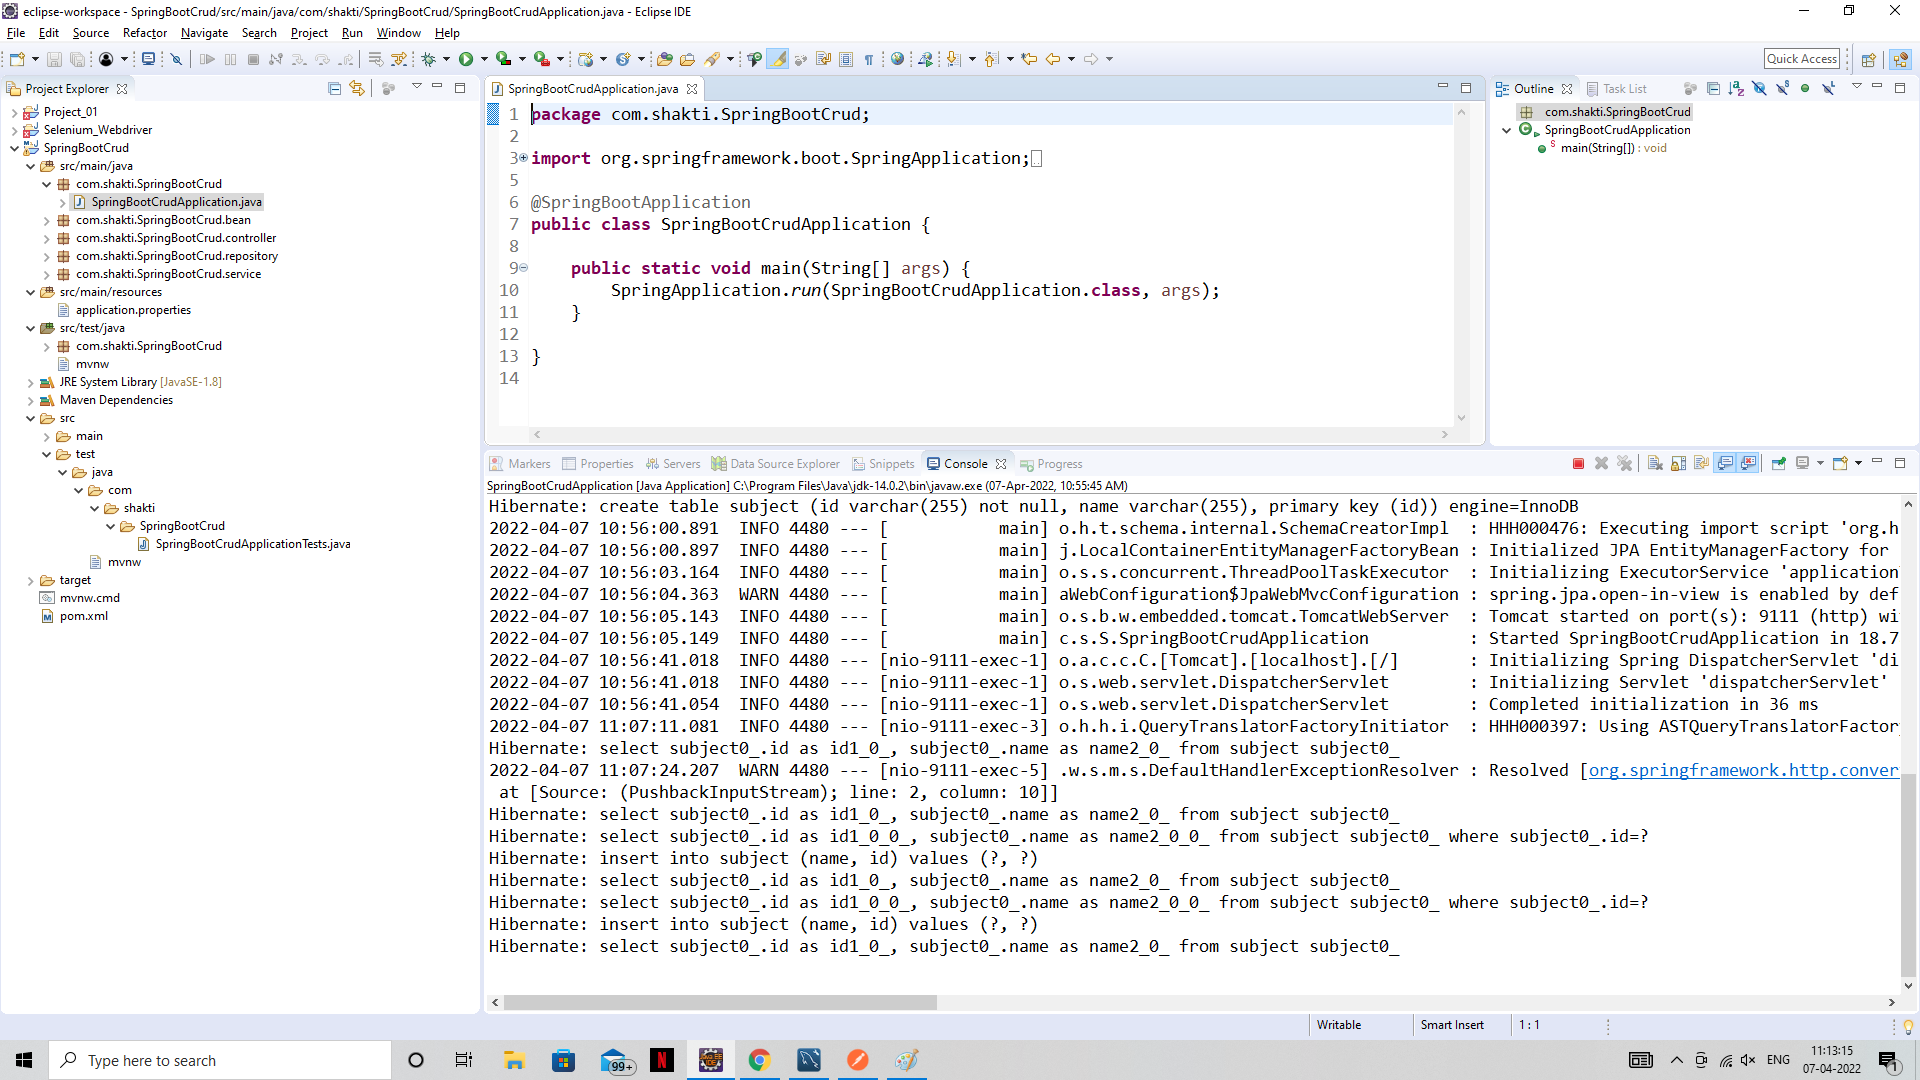 eclipse-workspace - SpringBootCrud/src/main/java/com/shakti/SpringBootCrud/SpringBootCrudApplication.java - Eclipse IDE
File Edit Source Refactor Navigate Search Project Run Window Help
Quick Access
Project Explorer
Project_01
Selenium_Webdriver
SpringBootCrud
src/main/java
com.shakti.SpringBootCrud
SpringBootCrudApplication.java
com.shakti.SpringBootCrud.bean
com.shakti.SpringBootCrud.controller
com.shakti.SpringBootCrud.repository
com.shakti.SpringBootCrud.service
src/main/resources
application.properties
src/test/java
com.shakti.SpringBootCrud
mvnw
JRE System Library [JavaSE-1.8]
Maven Dependencies
src
main
test
java
com
shakti
SpringBootCrud
SpringBootCrudApplicationTests.java
mvnw
target
mvnw.cmd
pom.xml
SpringBootCrudApplication.java
1 package com.shakti.SpringBootCrud;
2
3 import org.springframework.boot.SpringApplication;
5
6 @SpringBootApplication
7 public class SpringBootCrudApplication {
8
9 public static void main(String[] args) {
10 SpringApplication.run(SpringBootCrudApplication.class, args);
11 }
12
13 }
14
Outline Task List
com.shakti.SpringBootCrud
SpringBootCrudApplication
main(String[]) : void
Markers Properties Servers Data Source Explorer Snippets Console Progress
SpringBootCrudApplication [Java Application] C:\Program Files\Java\jdk-14.0.2\bin\javaw.exe (07-Apr-2022, 10:55:45 AM)
Hibernate: create table subject (id varchar(255) not null, name varchar(255), primary key (id)) engine=InnoDB
2022-04-07 10:56:00.891 INFO 4480 --- [ main] o.h.t.schema.internal.SchemaCreatorImpl : HHH000476: Executing import script 'org.h
2022-04-07 10:56:00.897 INFO 4480 --- [ main] j.LocalContainerEntityManagerFactoryBean : Initialized JPA EntityManagerFactory for
2022-04-07 10:56:03.164 INFO 4480 --- [ main] o.s.s.concurrent.ThreadPoolTaskExecutor : Initializing ExecutorService 'application
2022-04-07 10:56:04.363 WARN 4480 --- [ main] aWebConfiguration$JpaWebMvcConfiguration : spring.jpa.open-in-view is enabled by def
2022-04-07 10:56:05.143 INFO 4480 --- [ main] o.s.b.w.embedded.tomcat.TomcatWebServer : Tomcat started on port(s): 9111 (http) wi
2022-04-07 10:56:05.149 INFO 4480 --- [ main] c.s.S.SpringBootCrudApplication : Started SpringBootCrudApplication in 18.7
2022-04-07 10:56:41.018 INFO 4480 --- [nio-9111-exec-1] o.a.c.c.C.[Tomcat].[localhost].[/] : Initializing Spring DispatcherServlet 'di
2022-04-07 10:56:41.018 INFO 4480 --- [nio-9111-exec-1] o.s.web.servlet.DispatcherServlet : Initializing Servlet 'dispatcherServlet'
2022-04-07 10:56:41.054 INFO 4480 --- [nio-9111-exec-1] o.s.web.servlet.DispatcherServlet : Completed initialization in 36 ms
2022-04-07 11:07:11.081 INFO 4480 --- [nio-9111-exec-3] o.h.h.i.QueryTranslatorFactoryInitiator : HHH000397: Using ASTQueryTranslatorFactory
Hibernate: select subject0_.id as id1_0_, subject0_.name as name2_0_ from subject subject0_
2022-04-07 11:07:24.207 WARN 4480 --- [nio-9111-exec-5] .w.s.m.s.DefaultHandlerExceptionResolver : Resolved [org.springframework.http.conver
at [Source: (PushbackInputStream); line: 2, column: 10]]
Hibernate: select subject0_.id as id1_0_, subject0_.name as name2_0_ from subject subject0_
Hibernate: select subject0_.id as id1_0_0_, subject0_.name as name2_0_0_ from subject subject0_ where subject0_.id=?
Hibernate: insert into subject (name, id) values (?, ?)
Hibernate: select subject0_.id as id1_0_, subject0_.name as name2_0_ from subject subject0_
Hibernate: select subject0_.id as id1_0_0_, subject0_.name as name2_0_0_ from subject subject0_ where subject0_.id=?
Hibernate: insert into subject (name, id) values (?, ?)
Hibernate: select subject0_.id as id1_0_, subject0_.name as name2_0_ from subject subject0_
Writable Smart Insert 1 : 1
Type here to search
99+
ENG
11:13:15
07-04-2022
1